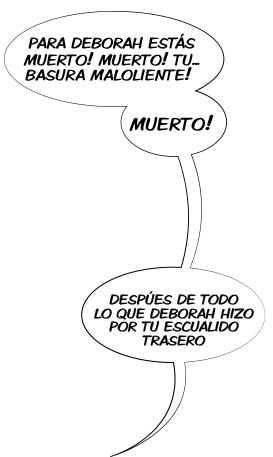 PARA DEBORAH ESTÁS
MUERTO! MUERTO! TU...
BASURA MALOLIENTE!
MUERTO!
DESPÚES DE TODO
LO QUE DEBORAH HIZO
POR TU ESCUALIDO
TRASERO